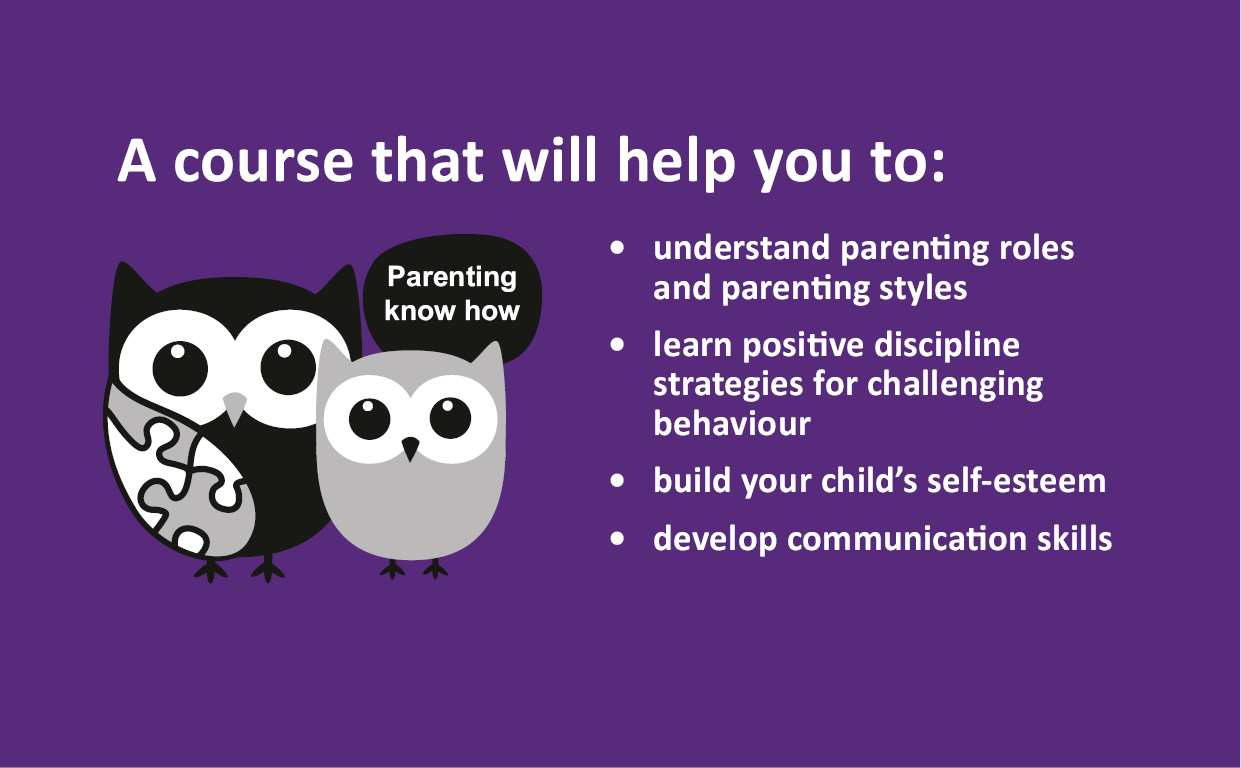 A course that will help you to:
Parenting
know how
• understand parenting roles
and parenting styles
• learn positive discipline
strategies for challenging
behaviour
• build your child’s self-esteem
• develop communication skills